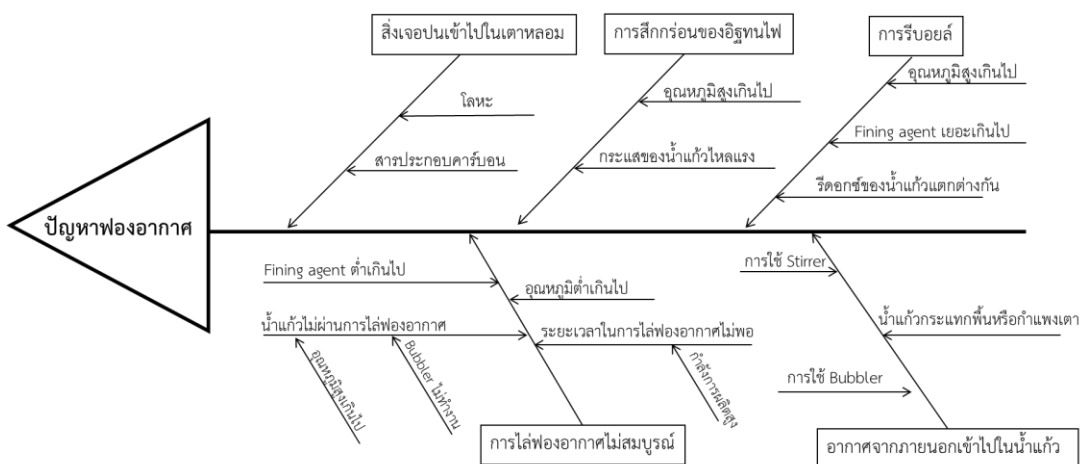 สิ่งเจอปนเข้าไปในเตาหลอม
การสึกกร่อนของอิฐทนไฟ
การรีบอยล์
โลหะ
สารประกอบคาร์บอน
อุณหภูมิสูงเกินไป
กระแสของน้ำแก้วไหลแรง
อุณหภูมิสูงเกินไป
Fining agent เยอะเกินไป
รีดอกซ์ของน้ำแก้วแตกต่างกัน
ปัญหาฟองอากาศ
Fining agent ต่ำเกินไป
อุณหภูมิต่ำเกินไป
น้ำแก้วไม่ผ่านการไล่ฟองอากาศ
ระยะเวลาในการไล่ฟองอากาศไม่พอ
อุณหภูมิสูงเกินไป
Bubbler ไม่ทำงาน
กำลังการผลิตสูง
การใช้ Stirrer
น้ำแก้วกระแทกพื้นหรือกำแพงเตา
การใช้ Bubbler
การไล่ฟองอากาศไม่สมบูรณ์
อากาศจากภายนอกเข้าไปในน้ำแก้ว